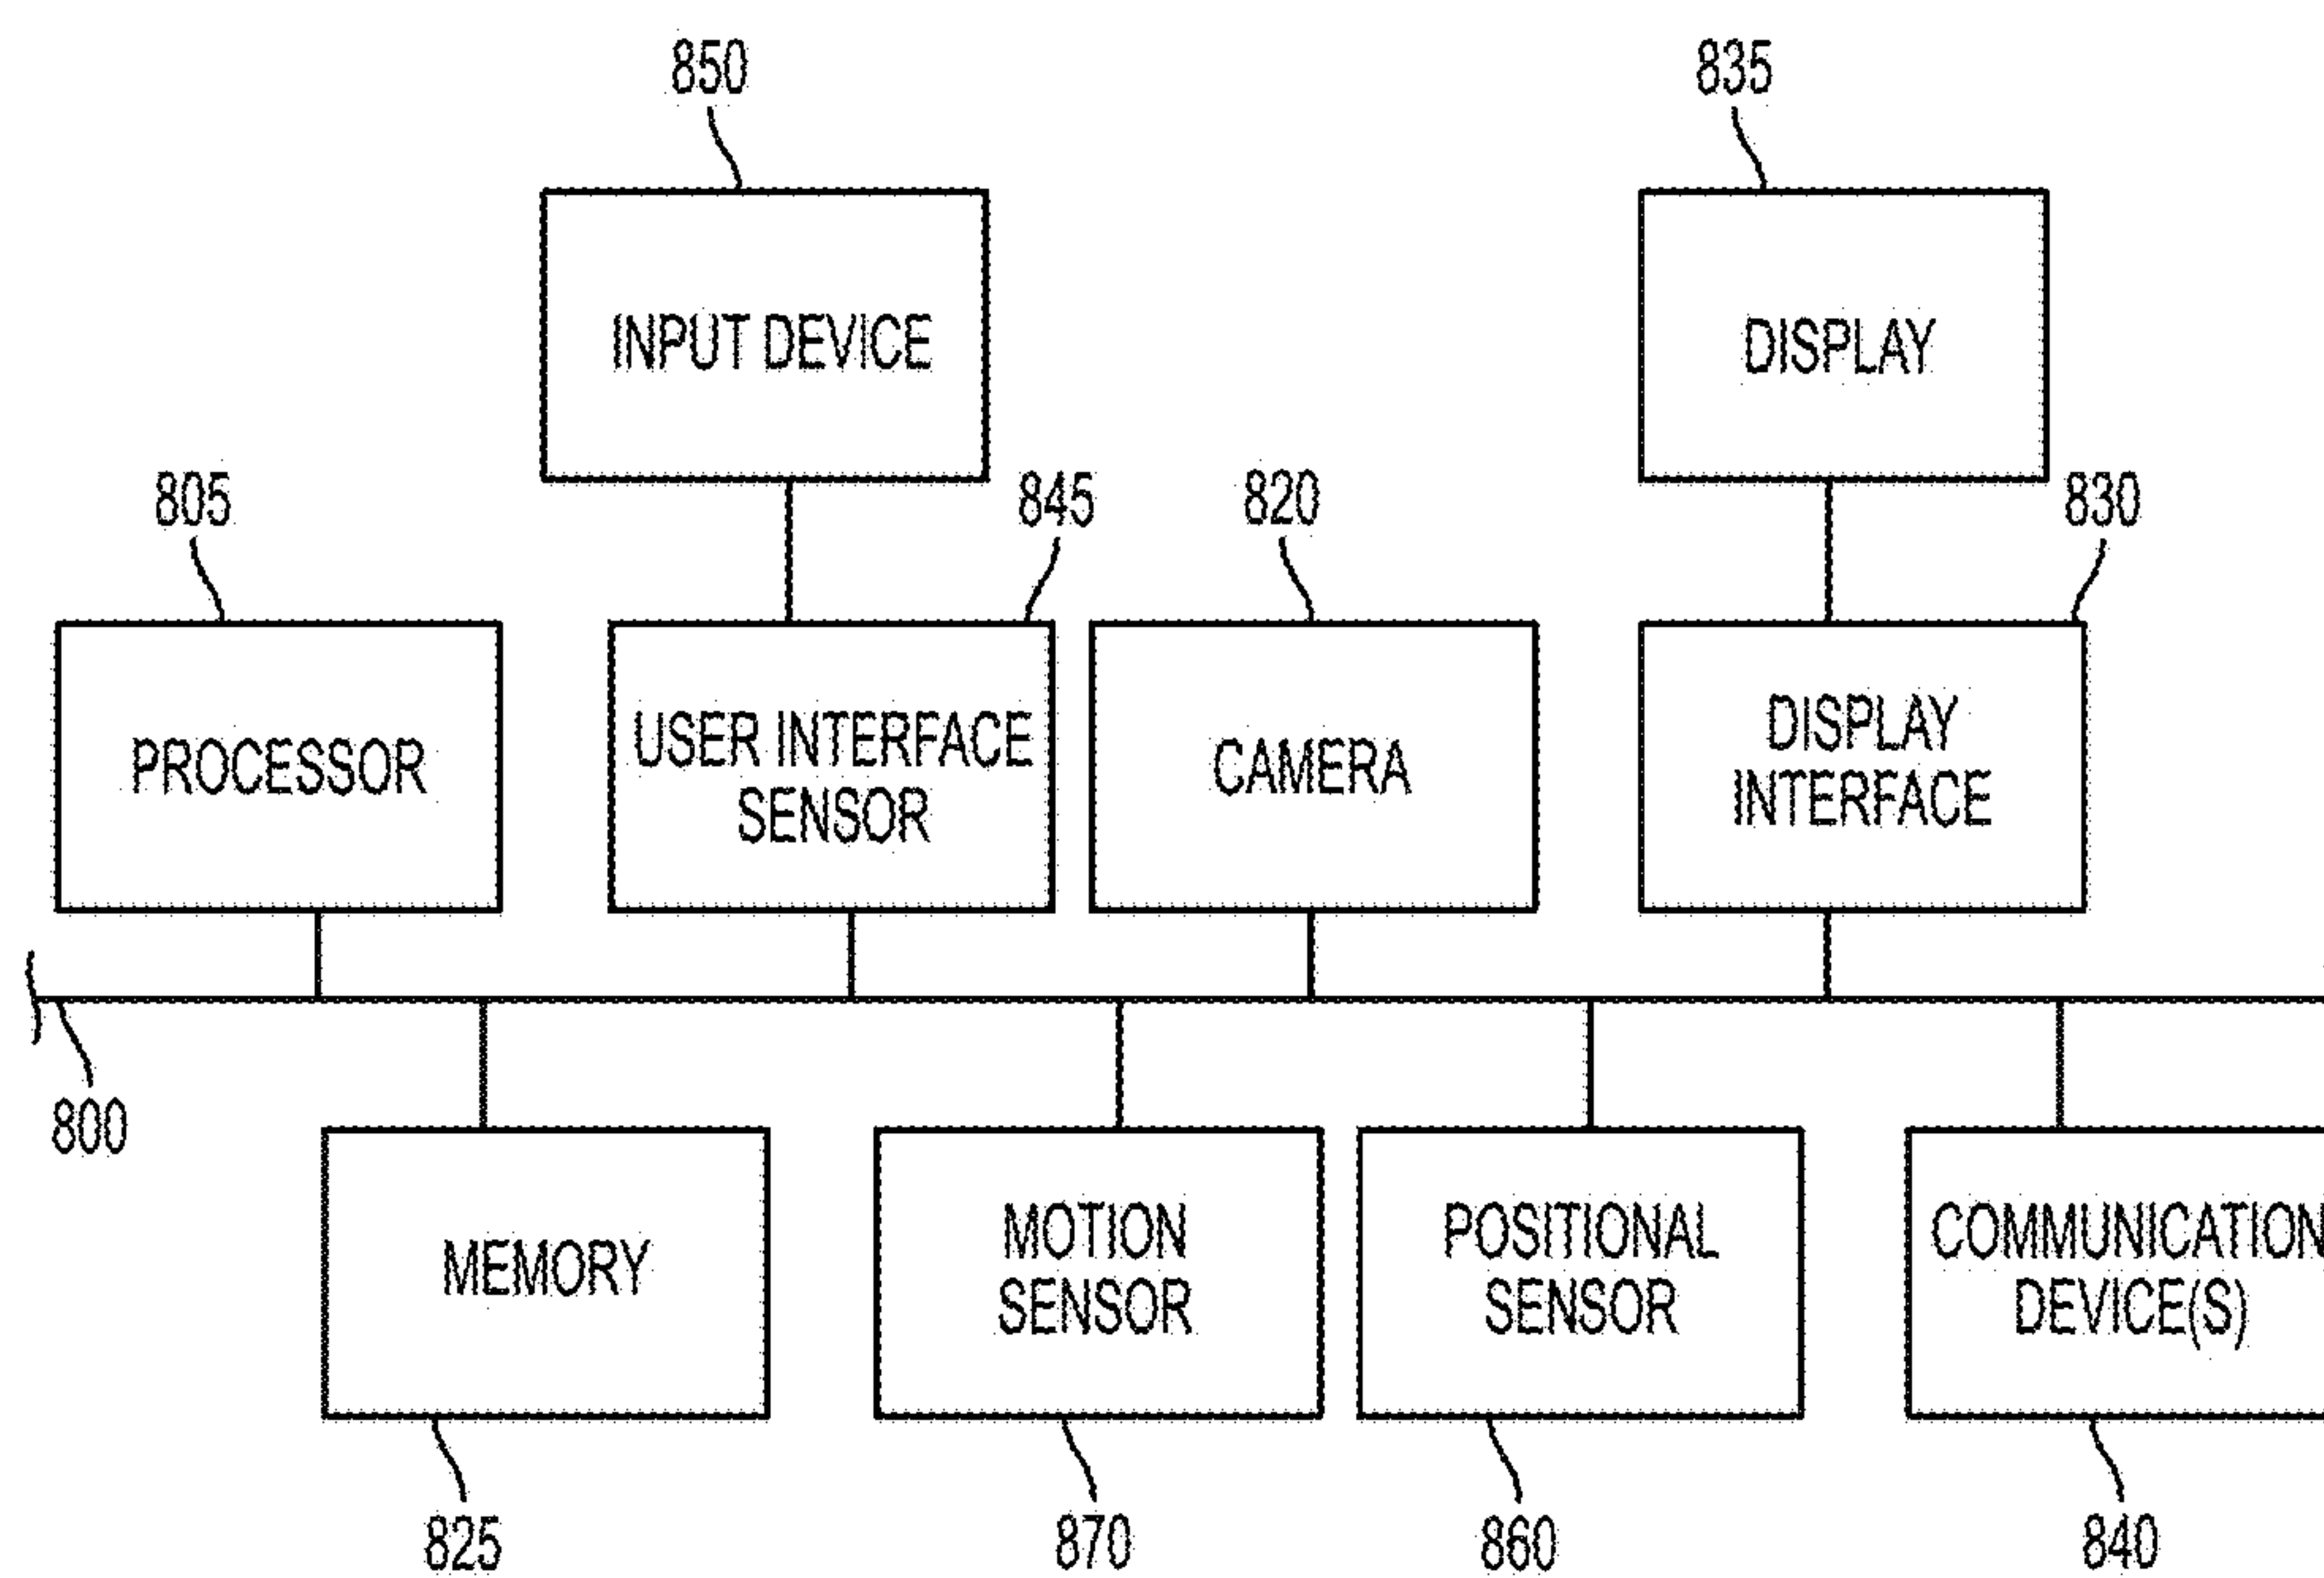 850
835
INPUT DEVICE
DISPLAY
805
845
820
830
PROCESSOR
USER INTERFACE
SENSOR
CAMERA
DISPLAY
INTERFACE
800
MEMORY
MOTION
SENSOR
POSITIONAL
SENSOR
COMMUNICATION
DEVICE(S)
825
870
860
840